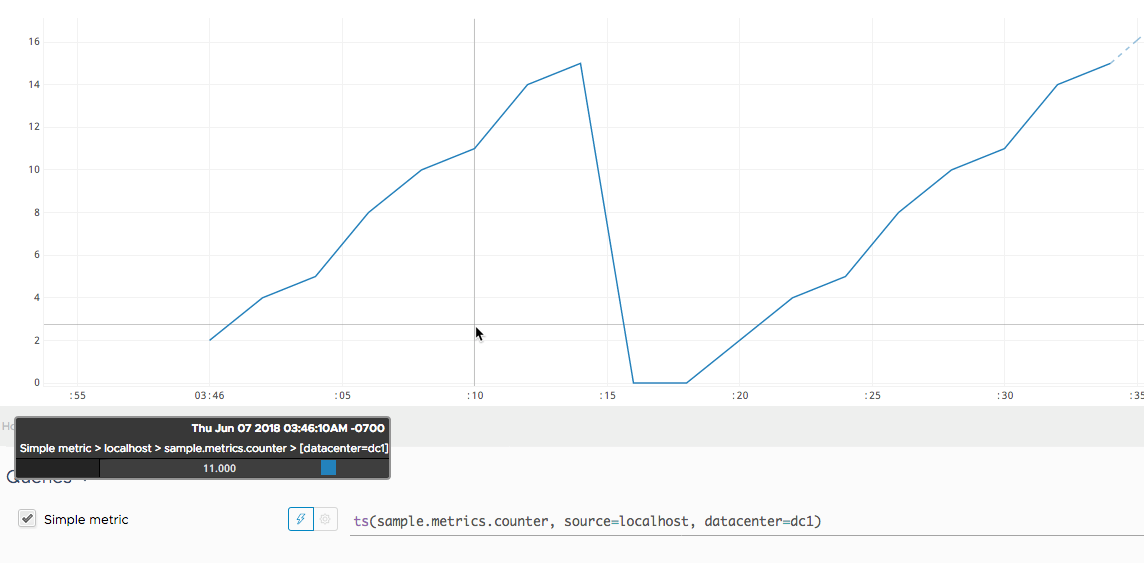 16
14
12
10
8
6
4
2
0
:55 03:46 :05 :10 :15 :20 :25 :30 :35
Thu Jun 07 2018 03:46:10AM -0700
Simple metric > localhost > sample.metrics.counter > [datacenter=dc1]
11.000
Queries
Simple metric
ts(sample.metrics.counter, source=localhost, datacenter=dc1)